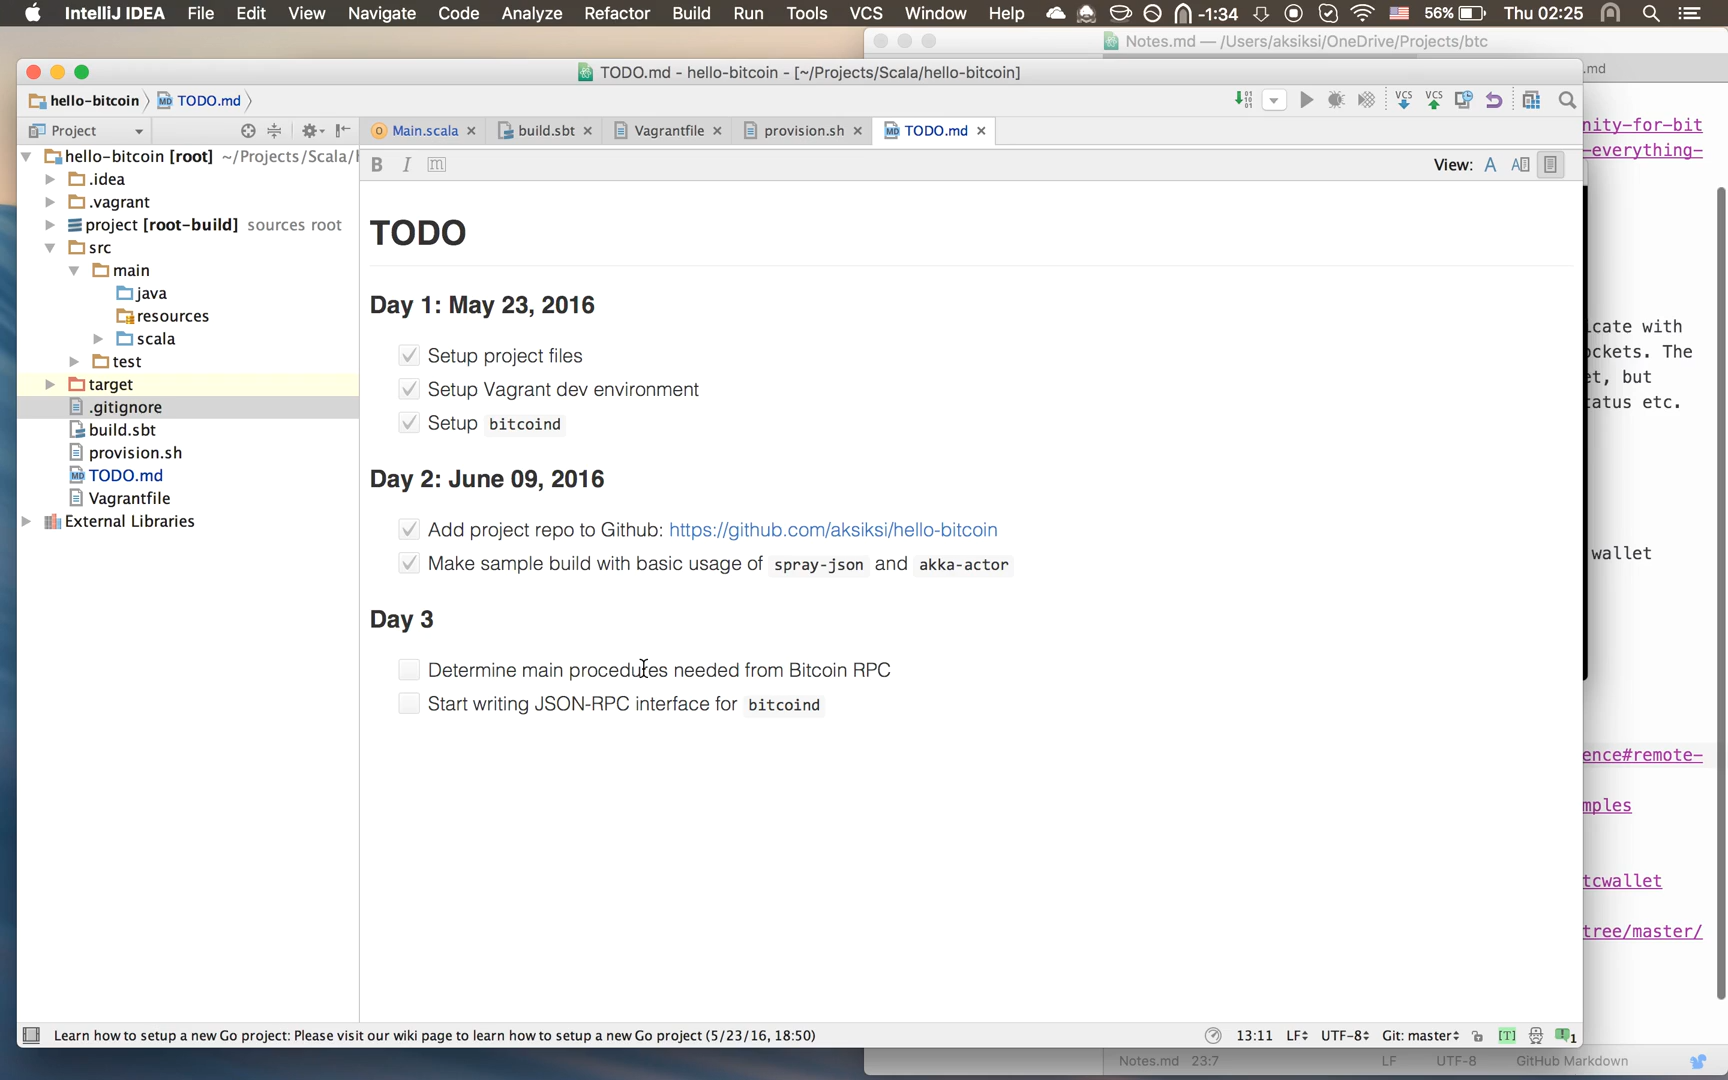 IntelliJ IDEA File Edit View Navigate Code Analyze Refactor Build Run Tools VCS Window Help -1:34 56% Thu 02:25
Notes.md — /Users/aksiksi/OneDrive/Projects/btc
TODO.md - hello-bitcoin - [~/Projects/Scala/hello-bitcoin]
.md
hello-bitcoin TODO.md
VCS VCS
Project
Main.scala build.sbt Vagrantfile provision.sh TODO.md
B I m
View: A A
hello-bitcoin [root] ~/Projects/Scala/
.idea
.vagrant
project [root-build] sources root
src
main
java
resources
scala
test
target
.gitignore
build.sbt
provision.sh
TODO.md
Vagrantfile
External Libraries
TODO
Day 1: May 23, 2016
Setup project files
Setup Vagrant dev environment
Setup bitcoind
Day 2: June 09, 2016
Add project repo to Github: https://github.com/aksiksi/hello-bitcoin
Make sample build with basic usage of spray-json and akka-actor
Day 3
Determine main procedures needed from Bitcoin RPC
Start writing JSON-RPC interface for bitcoind
nity-for-bit
-everything-
icate with
ockets. The
et, but
tatus etc.
wallet
ence#remote-
mples
tcwallet
tree/master/
Learn how to setup a new Go project: Please visit our wiki page to learn how to setup a new Go project (5/23/16, 18:50)
13:11 LF UTF-8 Git: master [T] 1
Notes.md 23:7 LF UTF-8 GitHub Markdown